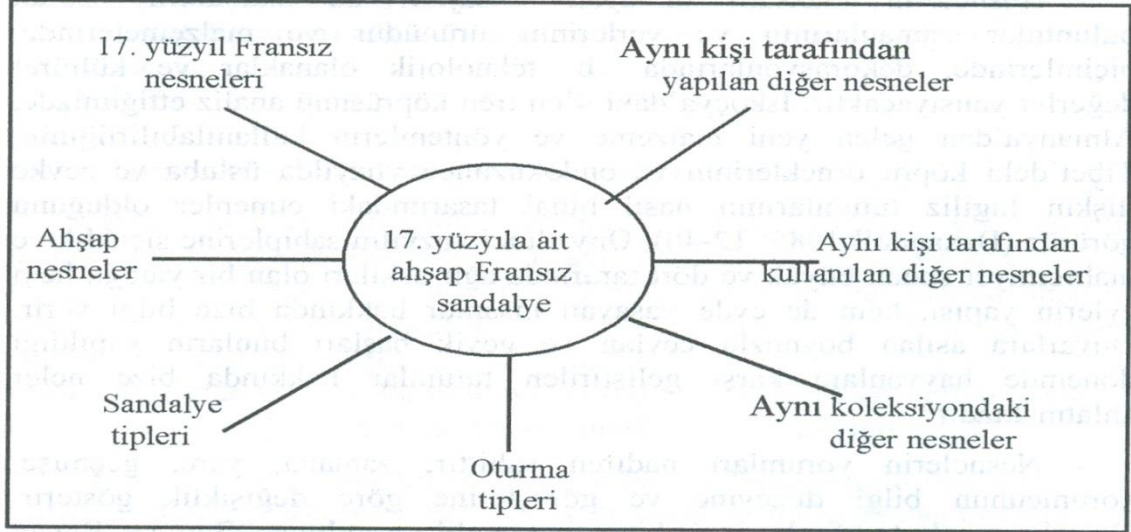 17. yüzyıl Fransız
nesneleri
Aynı kişi tarafından
yapılan diğer nesneler
Ahşap
nesneler
17. yüzyıla ait
ahşap Fransız
sandalye
Aynı kişi tarafından
kullanılan diğer nesneler
Sandalye
tipleri
Oturma
tipleri
Aynı koleksiyondaki
diğer nesneler